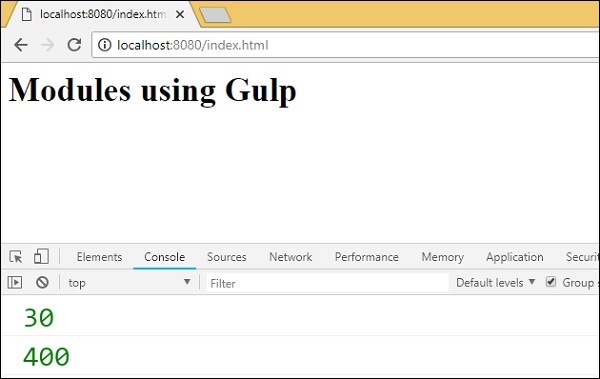 localhost:8080/index.htm
localhost:8080/index.html
Modules using Gulp
Elements Console Sources Network Performance Memory Application Securi
top Filter Default levels Group s
30
400